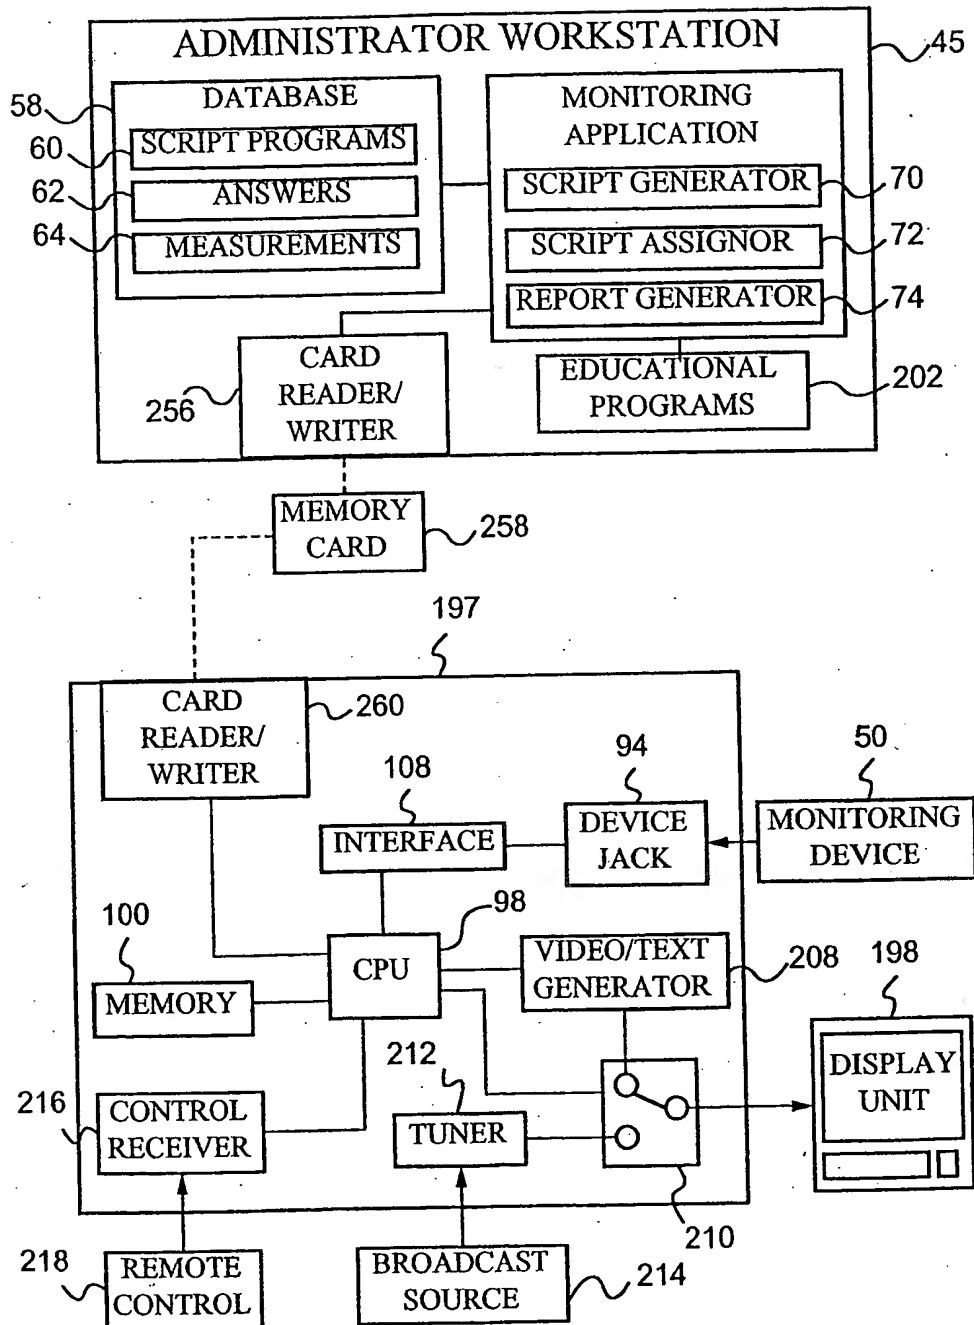 ADMINISTRATOR WORKSTATION
45
58
DATABASE
60
SCRIPT PROGRAMS
62
ANSWERS
64
MEASUREMENTS
MONITORING
APPLICATION
SCRIPT GENERATOR
70
SCRIPT ASSIGNOR
72
REPORT GENERATOR
74
CARD
READER/
WRITER
256
EDUCATIONAL
PROGRAMS
202
MEMORY
CARD
258
197
CARD
READER/
WRITER
260
108
INTERFACE
94
DEVICE
JACK
50
MONITORING
DEVICE
98
CPU
100
MEMORY
VIDEO/TEXT
GENERATOR
208
198
DISPLAY
UNIT
216
CONTROL
RECEIVER
212
TUNER
210
218
REMOTE
CONTROL
BROADCAST
SOURCE
214